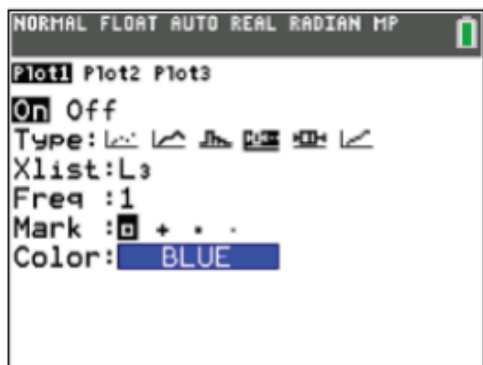 NORMAL FLOAT AUTO REAL RADIAN MP
Plot1 Plot2 Plot3
On Off
Type:
Xlist:L₃
Freq :1
Mark :
Color: BLUE